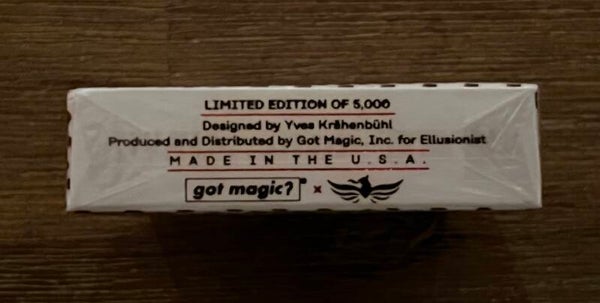 LIMITED EDITION OF 5,000
Designed by Yves Krähenbühl
Produced and Distributed by Got Magic, Inc. for Ellusionist
MADE IN THE U.S.A.
got magic? x